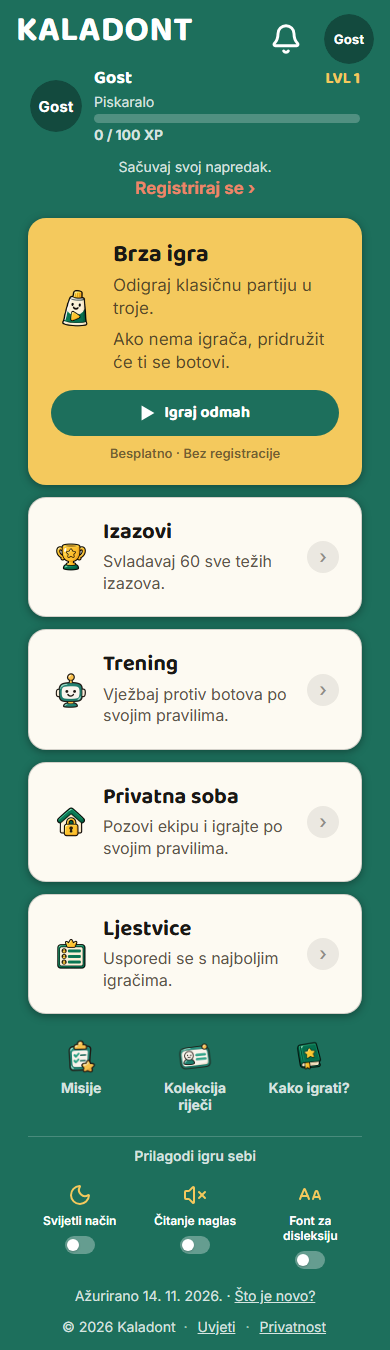 KALADONT
Gost
Gost
Gost
LVL 1
Piskaralo
0 / 100 XP
Sačuvaj svoj napredak.
Registriraj se ›
Brza igra
Odigraj klasičnu partiju u
troje.
Ako nema igrača, pridružit
će ti se botovi.
Igraj odmah
Besplatno · Bez registracije
Izazovi
Svladavaj 60 sve težih
izazova.
Trening
Vježbaj protiv botova po
svojim pravilima.
Privatna soba
Pozovi ekipu i igrajte po
svojim pravilima.
Ljestvice
Usporedi se s najboljim
igračima.
Misije
Kolekcija
riječi
Kako igrati?
Prilagodi igru sebi
Svijetli način
Čitanje naglas
AA
Font za
disleksiju
Ažurirano 14. 11. 2026. · Što je novo?
© 2026 Kaladont · Uvjeti · Privatnost